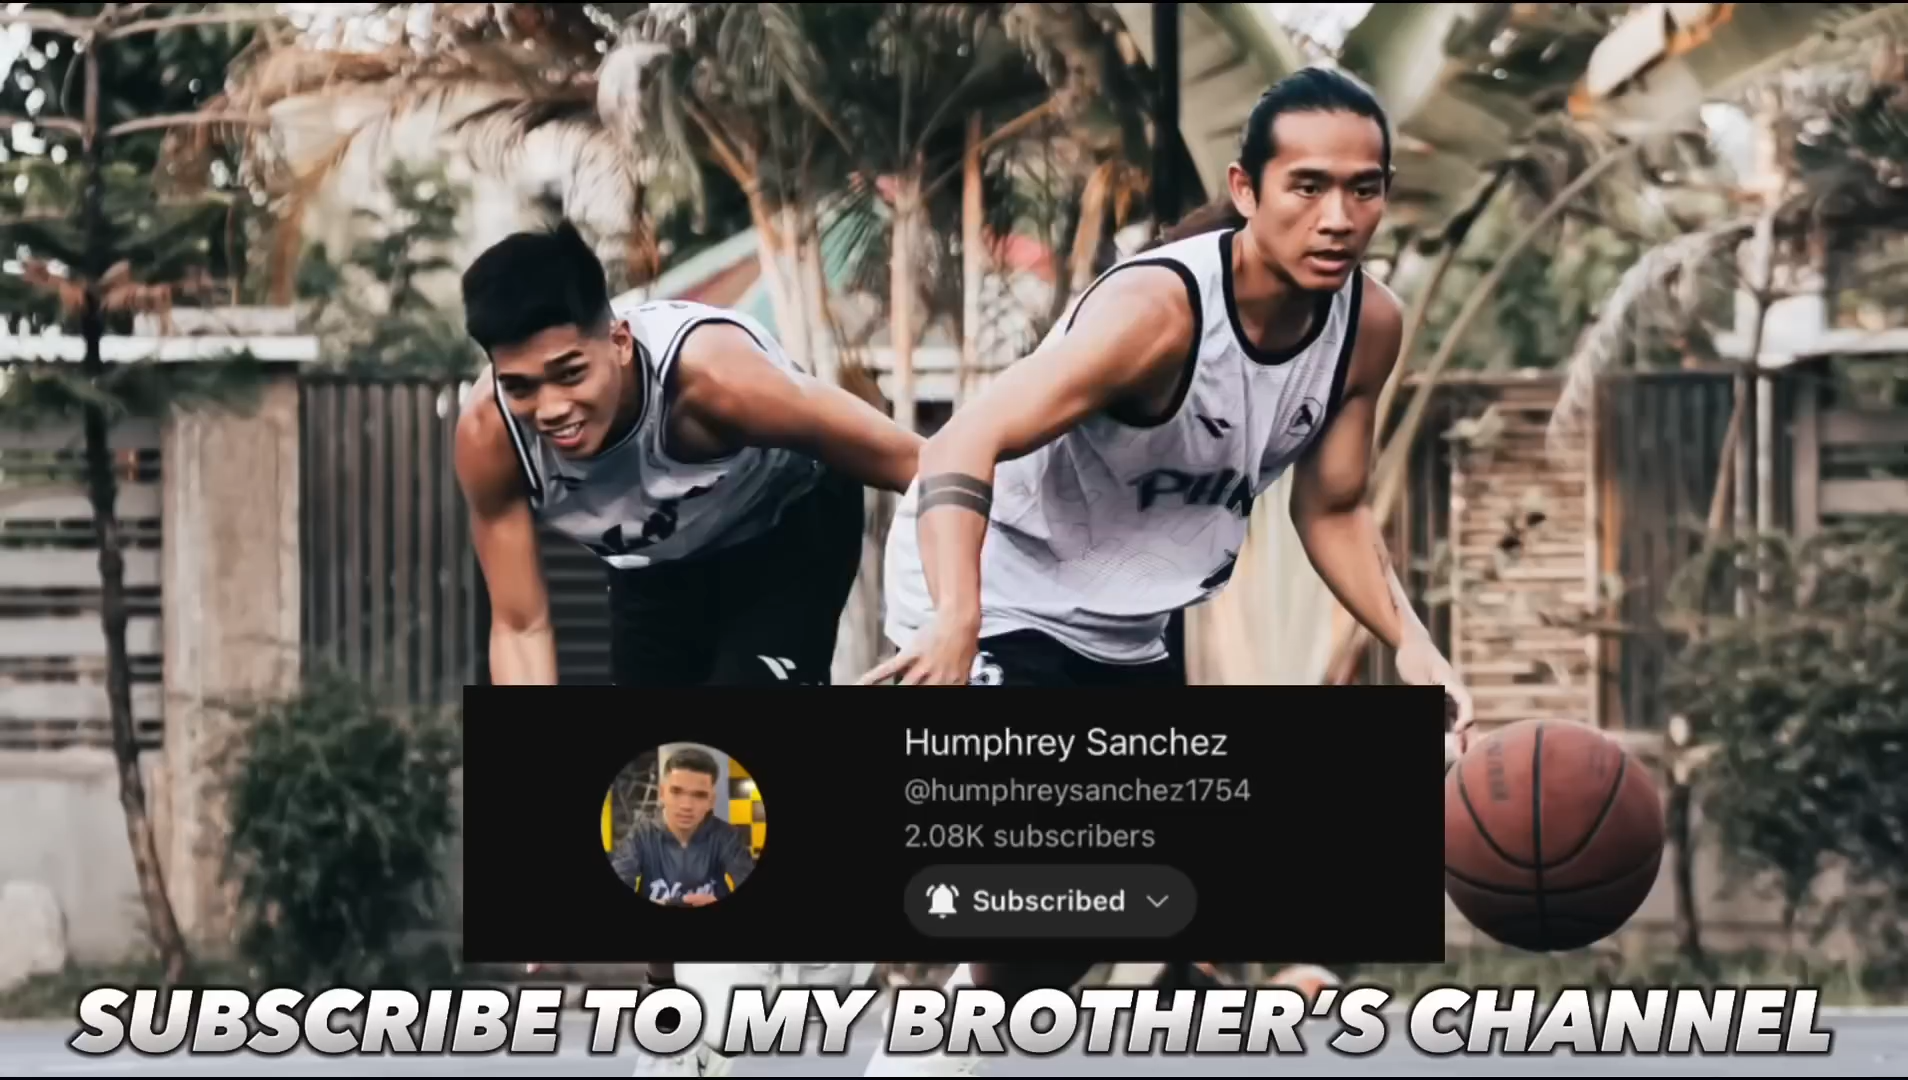 Humphrey Sanchez
@humphreysanchez1754
2.08K subscribers
Subscribed
SUBSCRIBE TO MY BROTHER'S CHANNEL